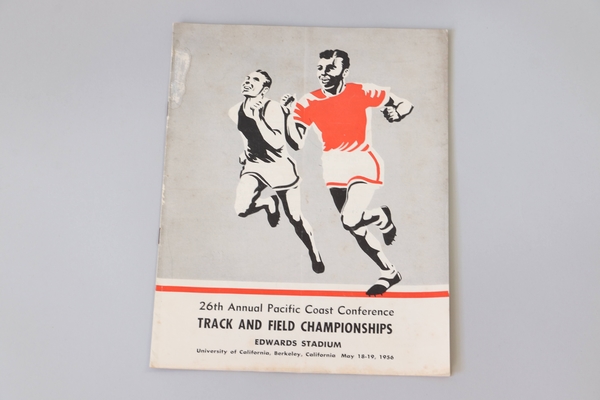 26th Annual Pacific Coast Conference
TRACK AND FIELD CHAMPIONSHIPS
EDWARDS STADIUM
University of California, Berkeley, California May 18-19, 1956